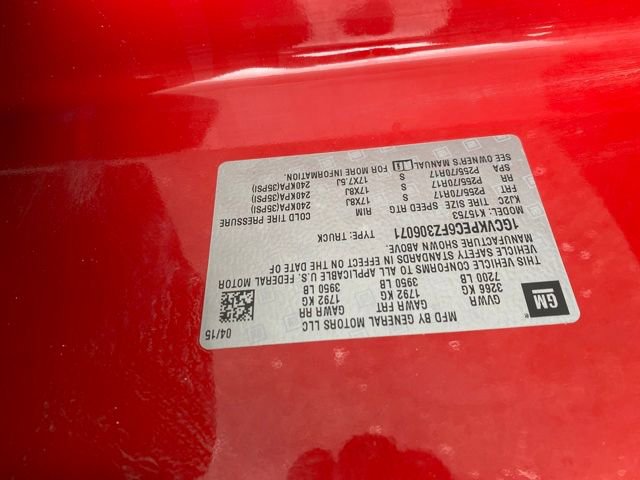 GM
MFD BY GENERAL MOTORS LLC 04/15
GVWR GAWR FRT GAWR RR
3266 KG 1792 KG 1792 KG
7200 LB 3950 LB 3950 LB
THIS VEHICLE CONFORMS TO ALL APPLICABLE U.S. FEDERAL MOTOR
VEHICLE SAFETY STANDARDS IN EFFECT ON THE DATE OF
MANUFACTURE SHOWN ABOVE.
1GCVKPEC6FZ306071 TYPE: TRUCK
MODEL: K15753
KJ2C TIRE SIZE SPEED RTG RIM COLD TIRE PRESSURE
FRT P255/70R17 S 17X8J 240KPA(35PSI)
RR P255/70R17 S 17X8J 240KPA(35PSI)
SPA P255/70R17 S 17X7.5J 240KPA(35PSI)
SEE OWNER'S MANUAL FOR MORE INFORMATION.